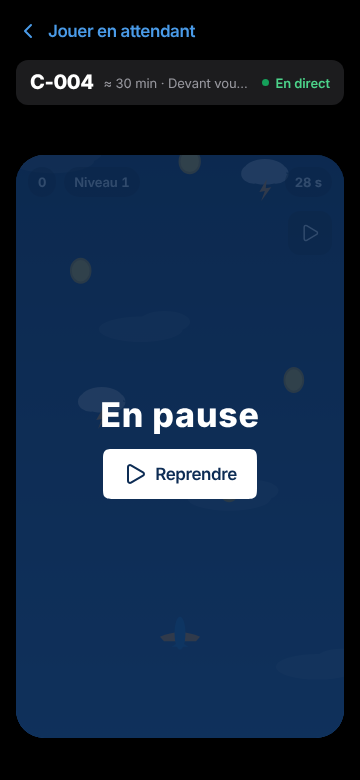 Jouer en attendant
C-004 ≈ 30 min · Devant vou... En direct
0 Niveau 1 28 s
En pause
Reprendre